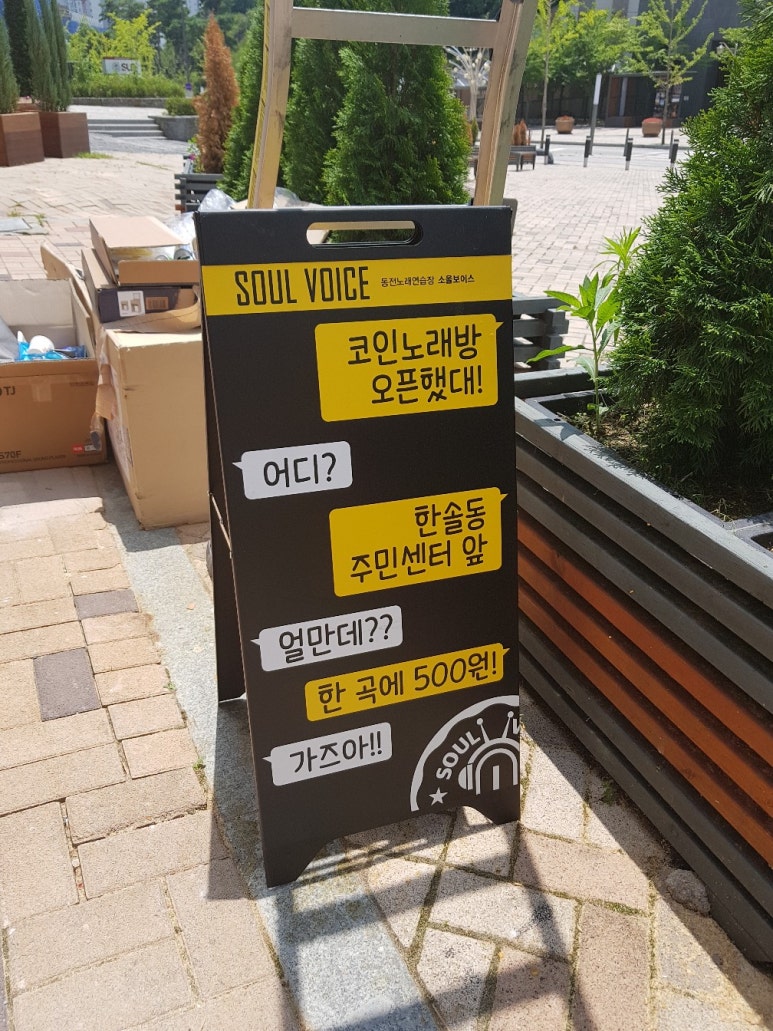 SOUL VOICE 동전노래연습장 소울보이스
코인노래방
오픈했대!
어디?
한솔동
주민센터 앞
얼만데??
한 곡에 500원!
가즈아!!
SOUL
TJ